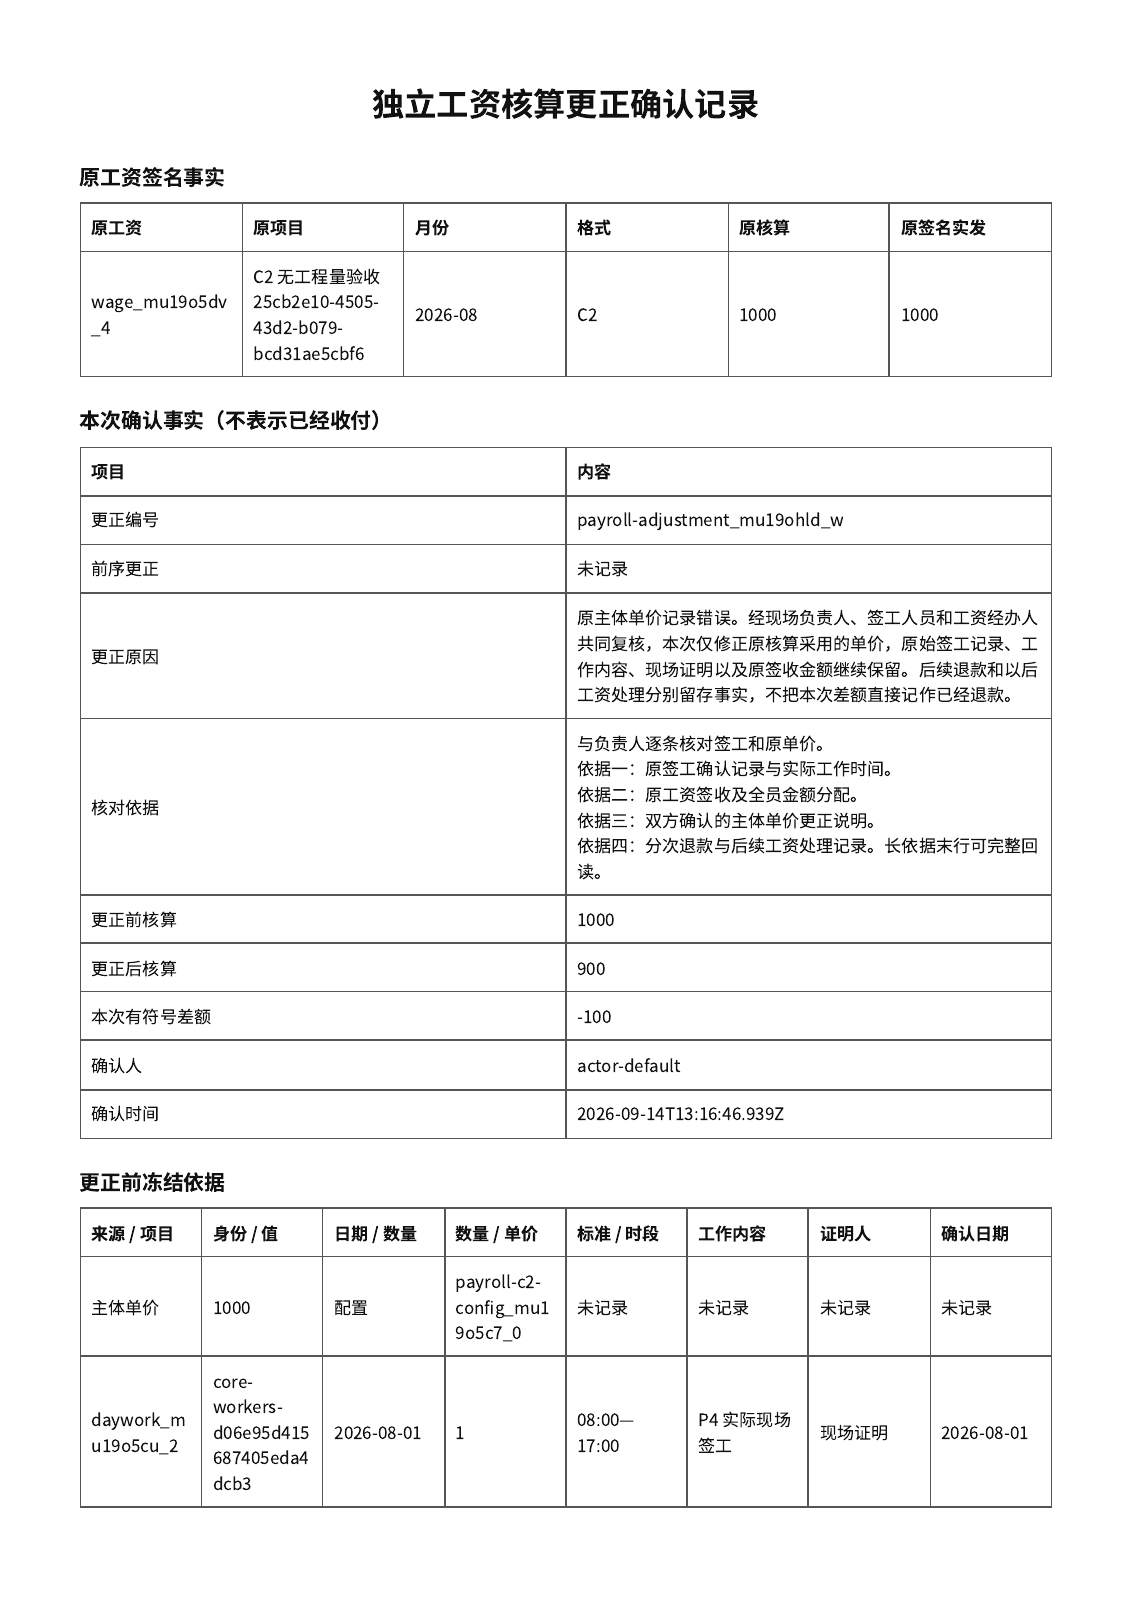 独立工资核算更正确认记录
原工资签名事实
原工资 原项目 月份 格式 原核算 原签名实发
wage_mu19o5dv
_4
C2 无工程量验收
25cb2e10-4505-
43d2-b079-
bcd31ae5cbf6
2026-08
C2
1000
1000
本次确认事实（不表示已经收付）
项目 内容
更正编号 payroll-adjustment_mu19ohld_w
前序更正 未记录
更正原因
原主体单价记录错误。经现场负责人、签工人员和工资经办人
共同复核，本次仅修正原核算采用的单价，原始签工记录、工
作内容、现场证明以及原签收金额继续保留。后续退款和以后
工资处理分别留存事实，不把本次差额直接记作已经退款。
核对依据
与负责人逐条核对签工和原单价。
依据一：原签工确认记录与实际工作时间。
依据二：原工资签收及全员金额分配。
依据三：双方确认的主体单价更正说明。
依据四：分次退款与后续工资处理记录。长依据末行可完整回
读。
更正前核算 1000
更正后核算 900
本次有符号差额 -100
确认人 actor-default
确认时间 2026-09-14T13:16:46.939Z
更正前冻结依据
来源 / 项目 身份 / 值 日期 / 数量 数量 / 单价 标准 / 时段 工作内容 证明人 确认日期
主体单价
1000
配置
payroll-c2-
config_mu1
9o5c7_0
未记录
未记录
未记录
未记录
daywork_m
u19o5cu_2
core-
workers-
d06e95d415
687405eda4
dcb3
2026-08-01
1
08:00—
17:00
P4 实际现场
签工
现场证明
2026-08-01